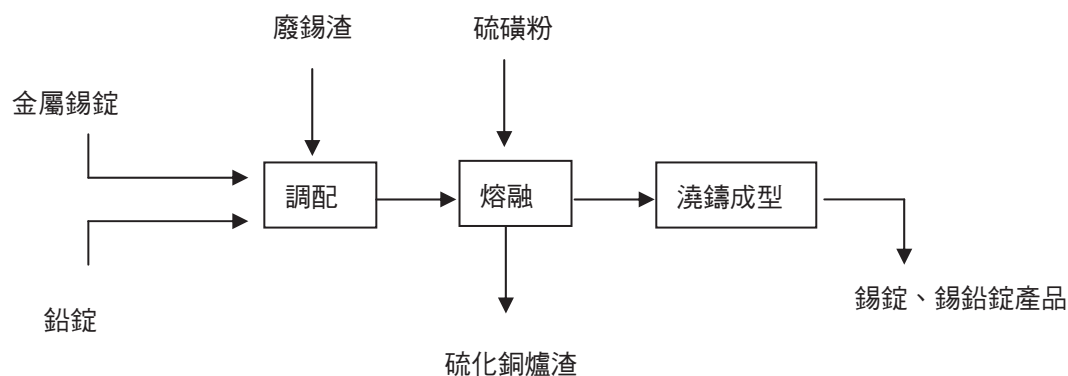 廢錫渣
硫磺粉
金屬錫錠
調配
熔融
澆鑄成型
鉛錠
錫錠、錫鉛錠產品
硫化銅爐渣